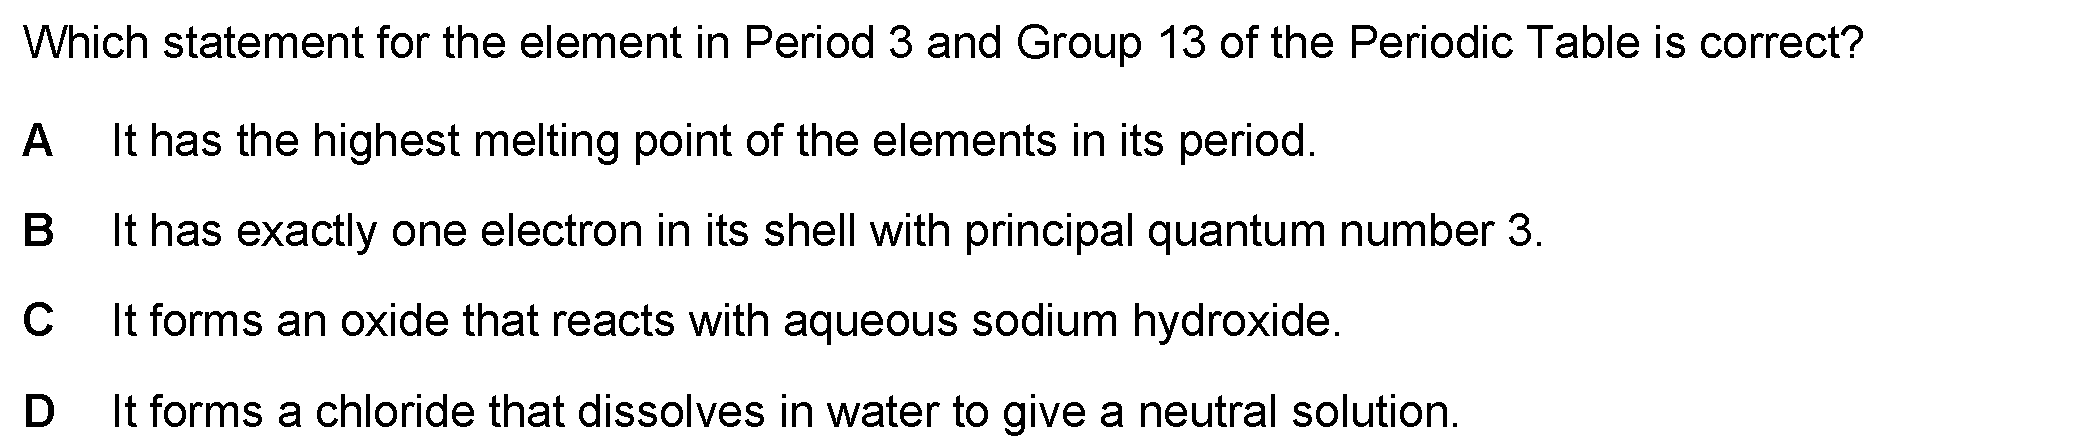 Which statement for the element in Period 3 and Group 13 of the Periodic Table is correct?
A It has the highest melting point of the elements in its period.
B It has exactly one electron in its shell with principal quantum number 3.
C It forms an oxide that reacts with aqueous sodium hydroxide.
D It forms a chloride that dissolves in water to give a neutral solution.